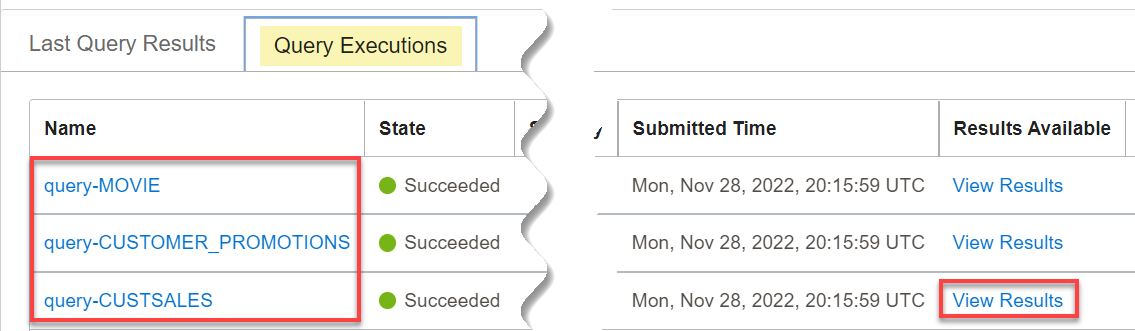 Last Query Results Query Executions
Name State Submitted Time Results Available
query-MOVIE Succeeded Mon, Nov 28, 2022, 20:15:59 UTC View Results
query-CUSTOMER_PROMOTIONS Succeeded Mon, Nov 28, 2022, 20:15:59 UTC View Results
query-CUSTSALES Succeeded Mon, Nov 28, 2022, 20:15:59 UTC View Results